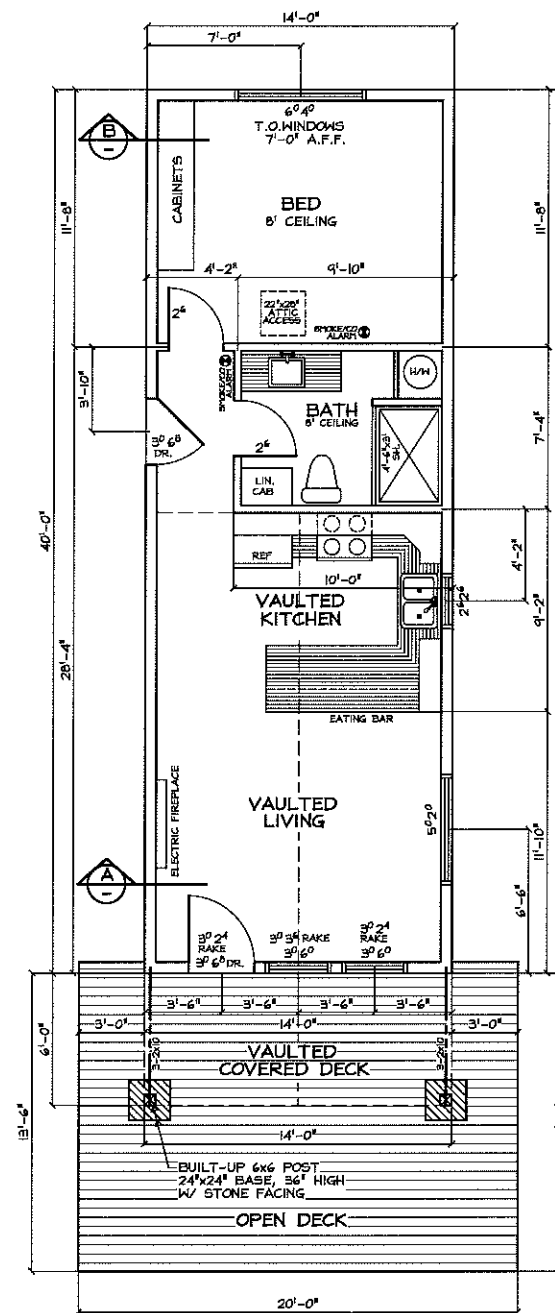 14'-0"
7'-0"
6⁰4⁰
T.O.WINDOWS
7'-0" A.F.F.
B
-
CABINETS
BED
8' CEILING
11'-8"
4'-2"
9'-10"
2⁶
22"x28"
ATTIC
ACCESS
SMOKE/CO
ALARM
SMOKE/CO
ALARM
W/H
3'-10"
BATH
8' CEILING
7'-4"
3⁰6⁸
DR.
2⁶
4'-6"x3'
SH.
LIN.
CAB
40'-0"
28'-4"
REF
10'-0"
4'-2"
VAULTED
KITCHEN
2⁶2⁶
9'-2"
EATING BAR
ELECTRIC FIREPLACE
VAULTED
LIVING
5⁰2⁰
11'-10"
6'-6"
A
-
3⁰2⁴
RAKE
3⁰6⁸ DR.
3⁰3⁶ RAKE
3⁰6⁰
3⁰2⁴
RAKE
3⁰6⁰
3'-6"
3'-6"
3'-6"
3'-6"
3'-0"
14'-0"
3'-0"
6'-0"
3-2x10
3-2x10
VAULTED
COVERED DECK
13'-6"
14'-0"
BUILT-UP 6x6 POST
24"x24" BASE, 36" HIGH
W/ STONE FACING
OPEN DECK
20'-0"